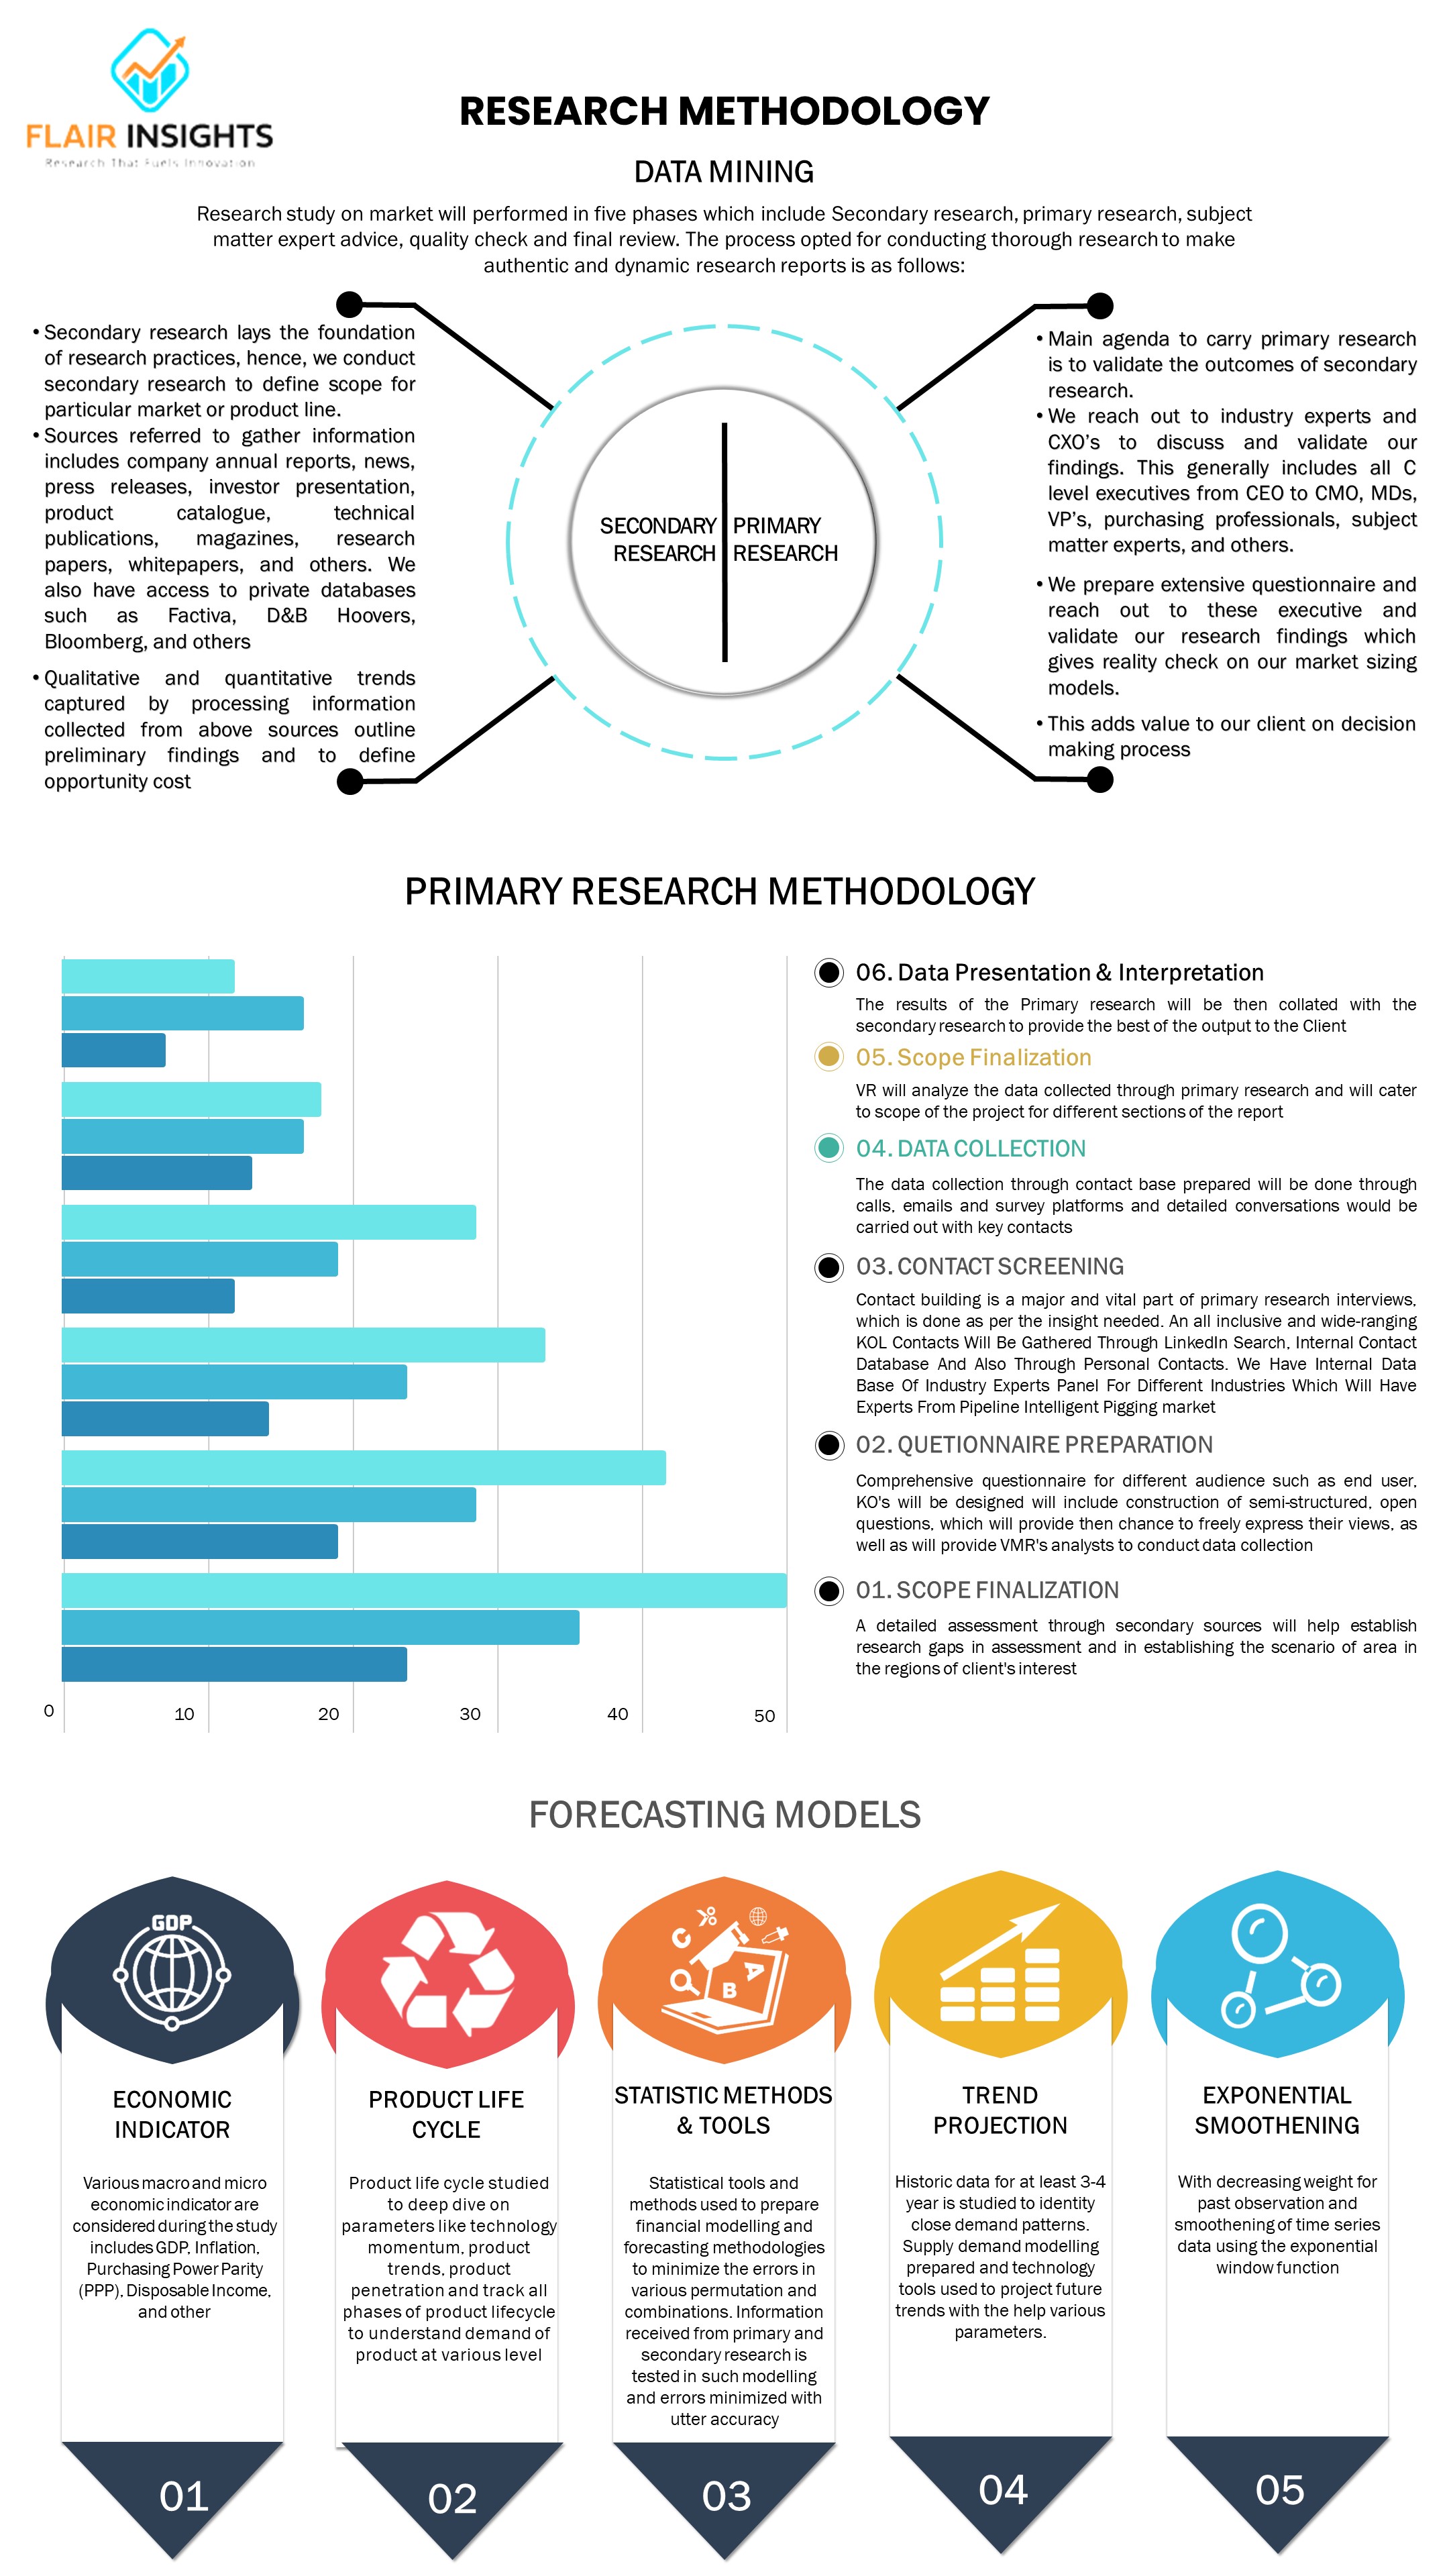 FLAIR INSIGHTS
Research That Fuels Innovation
RESEARCH METHODOLOGY
DATA MINING
Research study on market will performed in five phases which include Secondary research, primary research, subject
matter expert advice, quality check and final review. The process opted for conducting thorough research to make
authentic and dynamic research reports is as follows:
• Secondary research lays the foundation
of research practices, hence, we conduct
secondary research to define scope for
particular market or product line.
• Sources referred to gather information
includes company annual reports, news,
press releases, investor presentation,
product catalogue, technical
publications, magazines, research
papers, whitepapers, and others. We
also have access to private databases
such as Factiva, D&B Hoovers,
Bloomberg, and others
• Qualitative and quantitative trends
captured by processing information
collected from above sources outline
preliminary findings and to define
opportunity cost
SECONDARY
RESEARCH
PRIMARY
RESEARCH
• Main agenda to carry primary research
is to validate the outcomes of secondary
research.
• We reach out to industry experts and
CXO's to discuss and validate our
findings. This generally includes all C
level executives from CEO to CMO, MDs,
VP's, purchasing professionals, subject
matter experts, and others.
• We prepare extensive questionnaire and
reach out to these executive and
validate our research findings which
gives reality check on our market sizing
models.
• This adds value to our client on decision
making process
PRIMARY RESEARCH METHODOLOGY
0
10
20
30
40
50
06. Data Presentation & Interpretation
The results of the Primary research will be then collated with the
secondary research to provide the best of the output to the Client
05. Scope Finalization
VR will analyze the data collected through primary research and will cater
to scope of the project for different sections of the report
04. DATA COLLECTION
The data collection through contact base prepared will be done through
calls, emails and survey platforms and detailed conversations would be
carried out with key contacts
03. CONTACT SCREENING
Contact building is a major and vital part of primary research interviews,
which is done as per the insight needed. An all inclusive and wide-ranging
KOL Contacts Will Be Gathered Through LinkedIn Search, Internal Contact
Database And Also Through Personal Contacts. We Have Internal Data
Base Of Industry Experts Panel For Different Industries Which Will Have
Experts From Pipeline Intelligent Pigging market
02. QUETIONNAIRE PREPARATION
Comprehensive questionnaire for different audience such as end user,
KO's will be designed will include construction of semi-structured, open
questions, which will provide then chance to freely express their views, as
well as will provide VMR's analysts to conduct data collection
01. SCOPE FINALIZATION
A detailed assessment through secondary sources will help establish
research gaps in assessment and in establishing the scenario of area in
the regions of client's interest
FORECASTING MODELS
GDP
ECONOMIC
INDICATOR
Various macro and micro
economic indicator are
considered during the study
includes GDP, Inflation,
Purchasing Power Parity
(PPP), Disposable Income,
and other
01
PRODUCT LIFE
CYCLE
Product life cycle studied
to deep dive on
parameters like technology
momentum, product
trends, product
penetration and track all
phases of product lifecycle
to understand demand of
product at various level
02
C
A
B
STATISTIC METHODS
& TOOLS
Statistical tools and
methods used to prepare
financial modelling and
forecasting methodologies
to minimize the errors in
various permutation and
combinations. Information
received from primary and
secondary research is
tested in such modelling
and errors minimized with
utter accuracy
03
TREND
PROJECTION
Historic data for at least 3-4
year is studied to identity
close demand patterns.
Supply demand modelling
prepared and technology
tools used to project future
trends with the help various
parameters.
04
EXPONENTIAL
SMOOTHENING
With decreasing weight for
past observation and
smoothening of time series
data using the exponential
window function
05